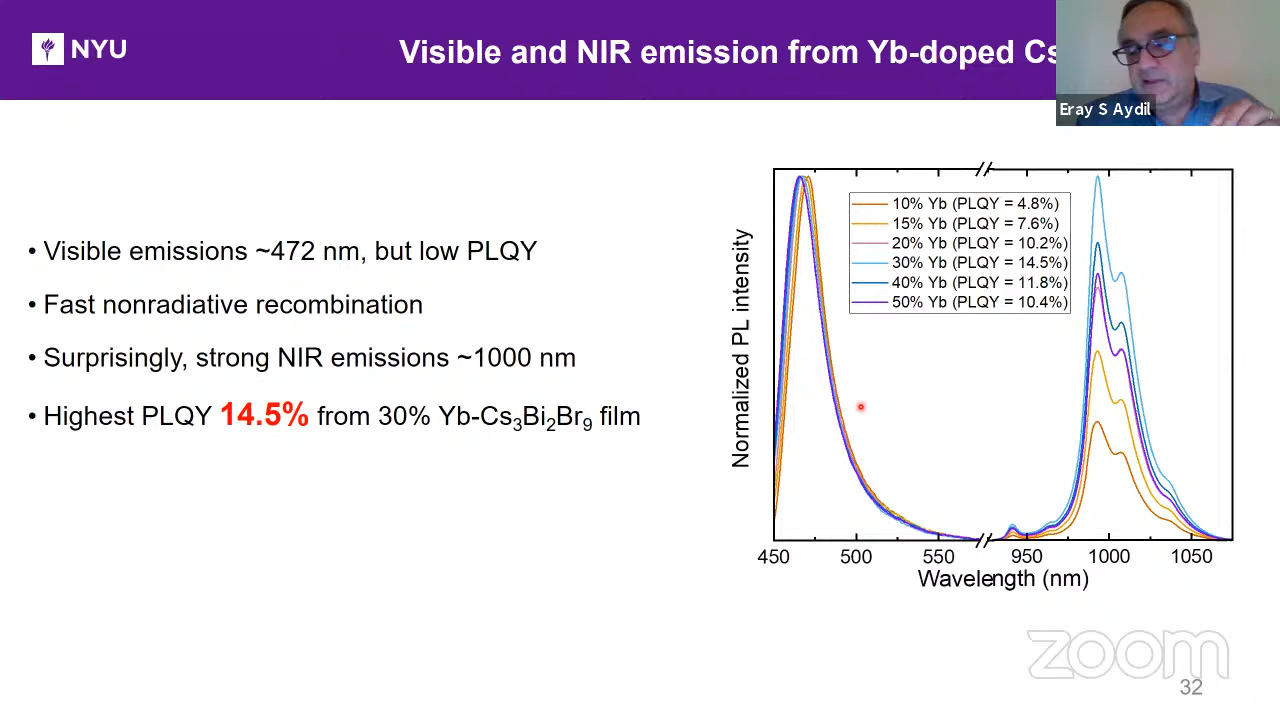 NYU
Visible and NIR emission from Yb-doped Cs
Eray S Aydil
• Visible emissions ~472 nm, but low PLQY
• Fast nonradiative recombination
• Surprisingly, strong NIR emissions ~1000 nm
• Highest PLQY 14.5% from 30% Yb-Cs₃Bi₂Br₉ film
Normalized PL intensity
10% Yb (PLQY = 4.8%)
15% Yb (PLQY = 7.6%)
20% Yb (PLQY = 10.2%)
30% Yb (PLQY = 14.5%)
40% Yb (PLQY = 11.8%)
50% Yb (PLQY = 10.4%)
450 500 550 950 1000 1050
Wavelength (nm)
zoom
32